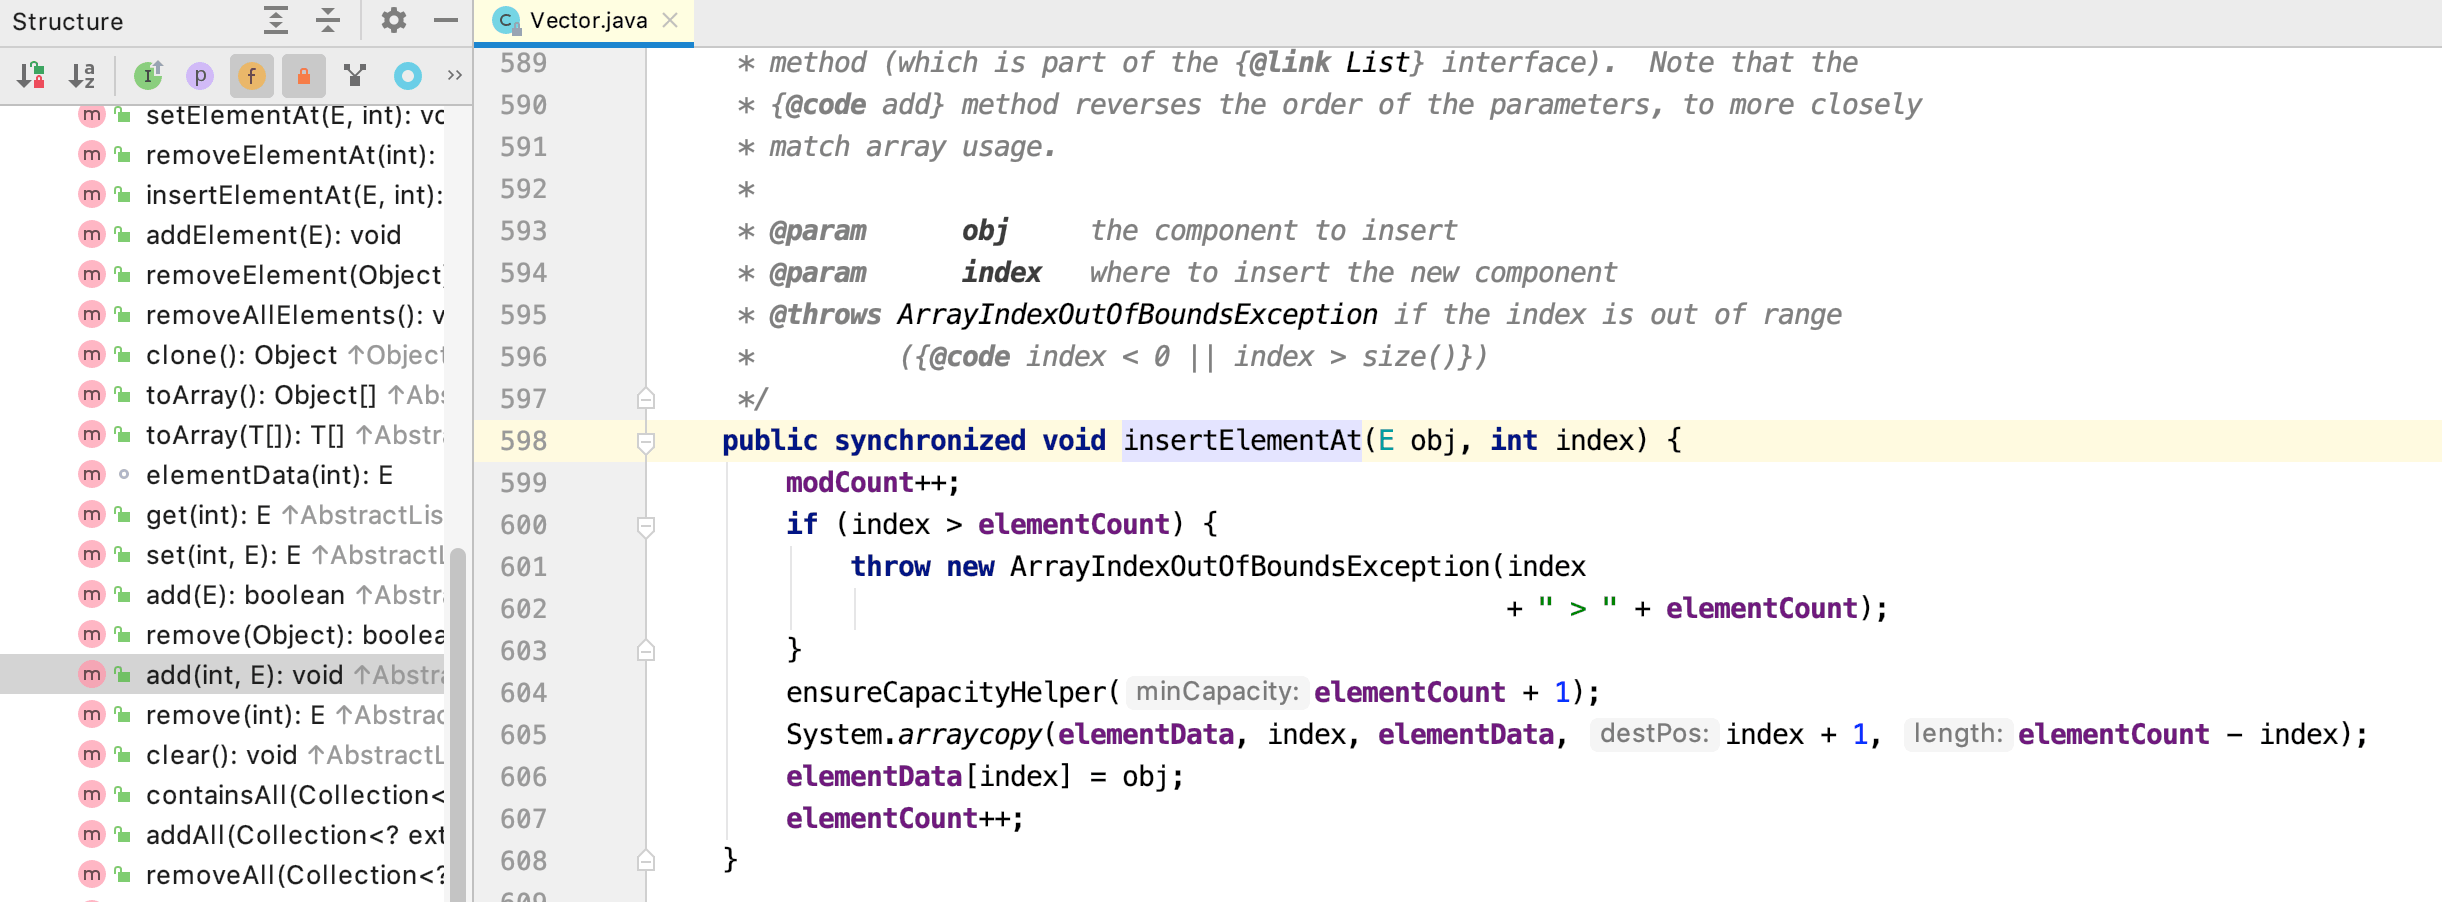 Structure
Vector.java
setElementAt(E, int): vo
removeElementAt(int):
insertElementAt(E, int):
addElement(E): void
removeElement(Object)
removeAllElements(): v
clone(): Object ↑Object
toArray(): Object[] ↑Abs
toArray(T[]): T[] ↑Abstr
elementData(int): E
get(int): E ↑AbstractLis
set(int, E): E ↑AbstractL
add(E): boolean ↑Abstra
remove(Object): boolea
add(int, E): void ↑Abstra
remove(int): E ↑Abstrac
clear(): void ↑AbstractL
containsAll(Collection<
addAll(Collection<? ext
removeAll(Collection<?
589 * method (which is part of the {@link List} interface).  Note that the
590 * {@code add} method reverses the order of the parameters, to more closely
591 * match array usage.
592 *
593 * @param      obj     the component to insert
594 * @param      index   where to insert the new component
595 * @throws ArrayIndexOutOfBoundsException if the index is out of range
596 *         ({@code index < 0 || index > size()})
597 */
598 public synchronized void insertElementAt(E obj, int index) {
599 modCount++;
600 if (index > elementCount) {
601 throw new ArrayIndexOutOfBoundsException(index
602 + " > " + elementCount);
603 }
604 ensureCapacityHelper( minCapacity: elementCount + 1);
605 System.arraycopy(elementData, index, elementData, destPos: index + 1, length: elementCount - index);
606 elementData[index] = obj;
607 elementCount++;
608 }
609